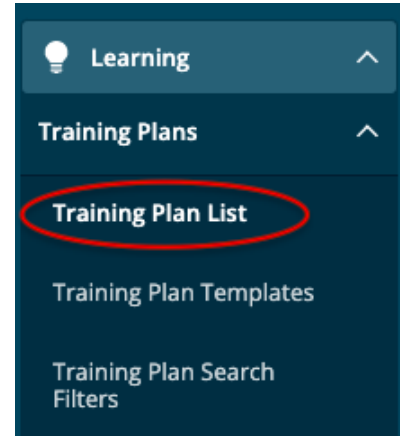 Learning
Training Plans
Training Plan List
Training Plan Templates
Training Plan Search
Filters